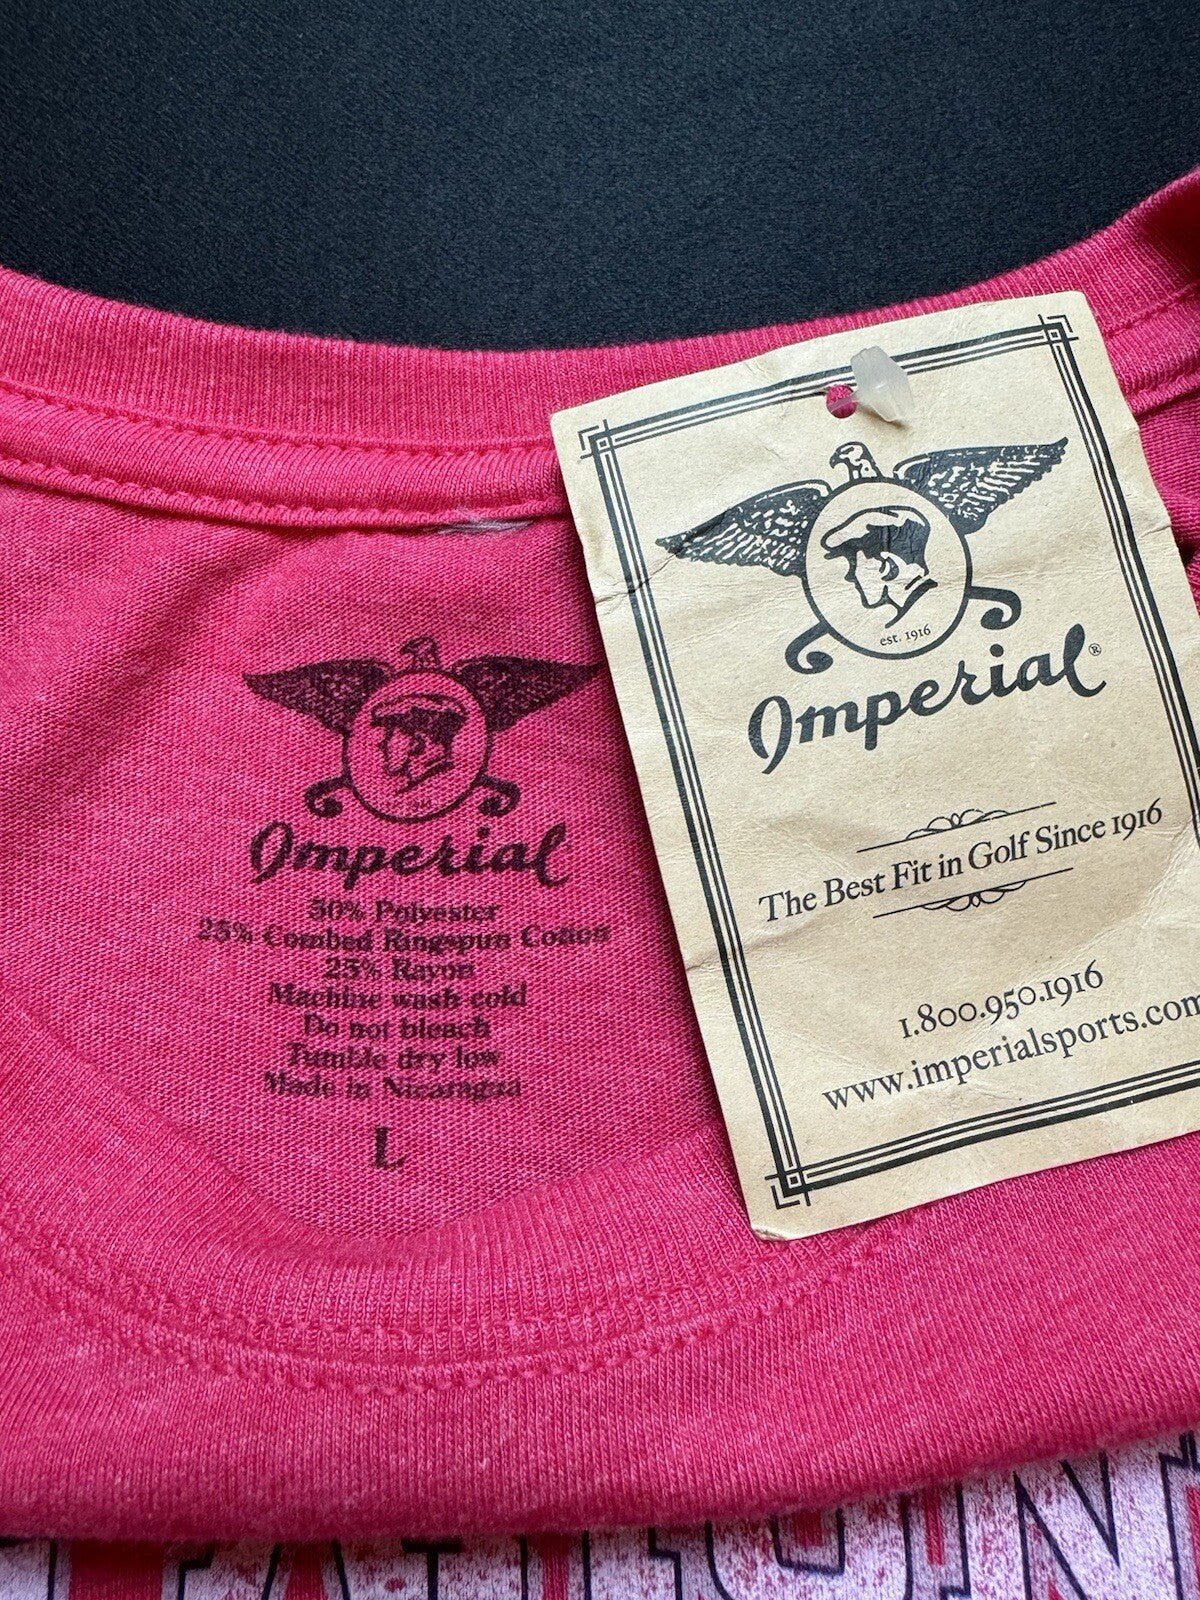 est. 1916
Imperial®
The Best Fit in Golf Since 1916
1.800.950.1916
www.imperialsports.com
Imperial
50% Polyester
25% Combed Ringspun Cotton
25% Rayon
Machine wash cold
Do not bleach
Tumble dry low
Made in Nicaragua
L